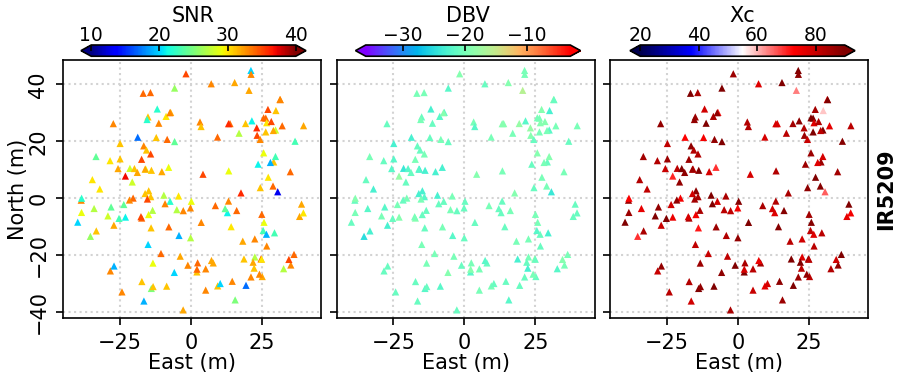 SNR DBV Xc
10 20 30 40 −30 −20 −10 20 40 60 80
40
20
0
−20
−40
North (m)
−25 0 25 −25 0 25 −25 0 25
East (m) East (m) East (m)
IR5209